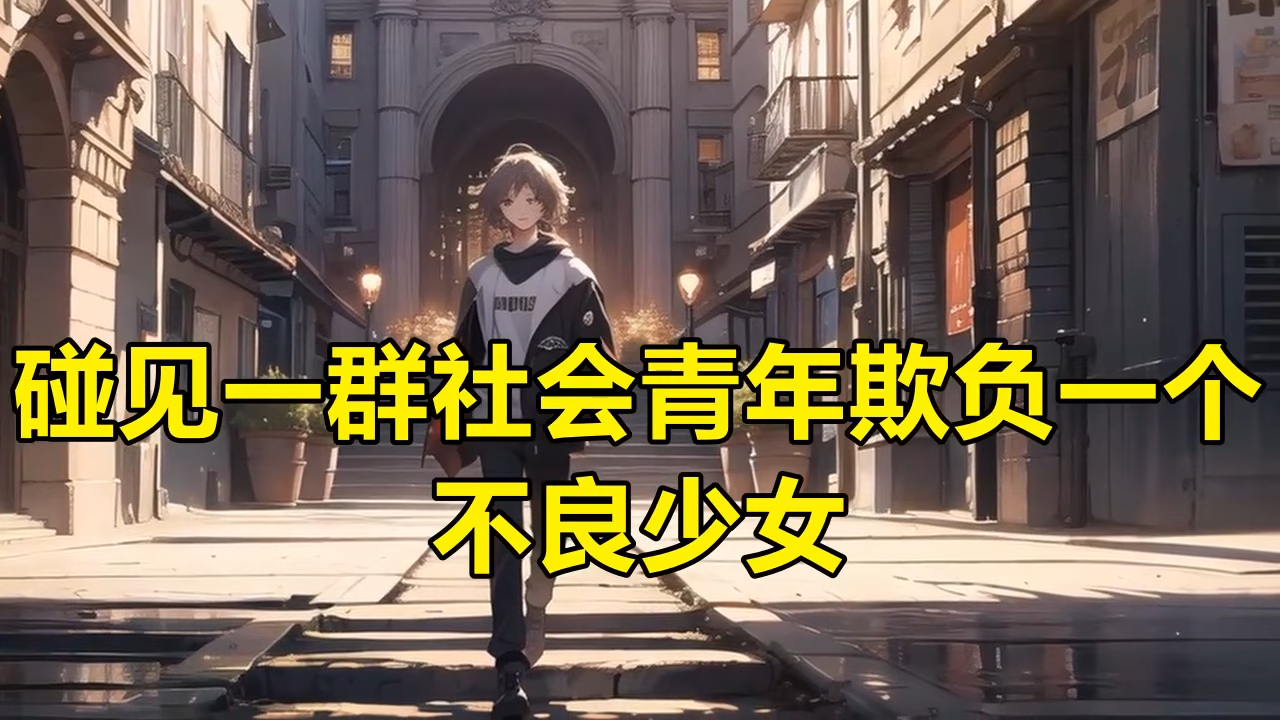 碰见一群社会青年欺负一个
不良少女